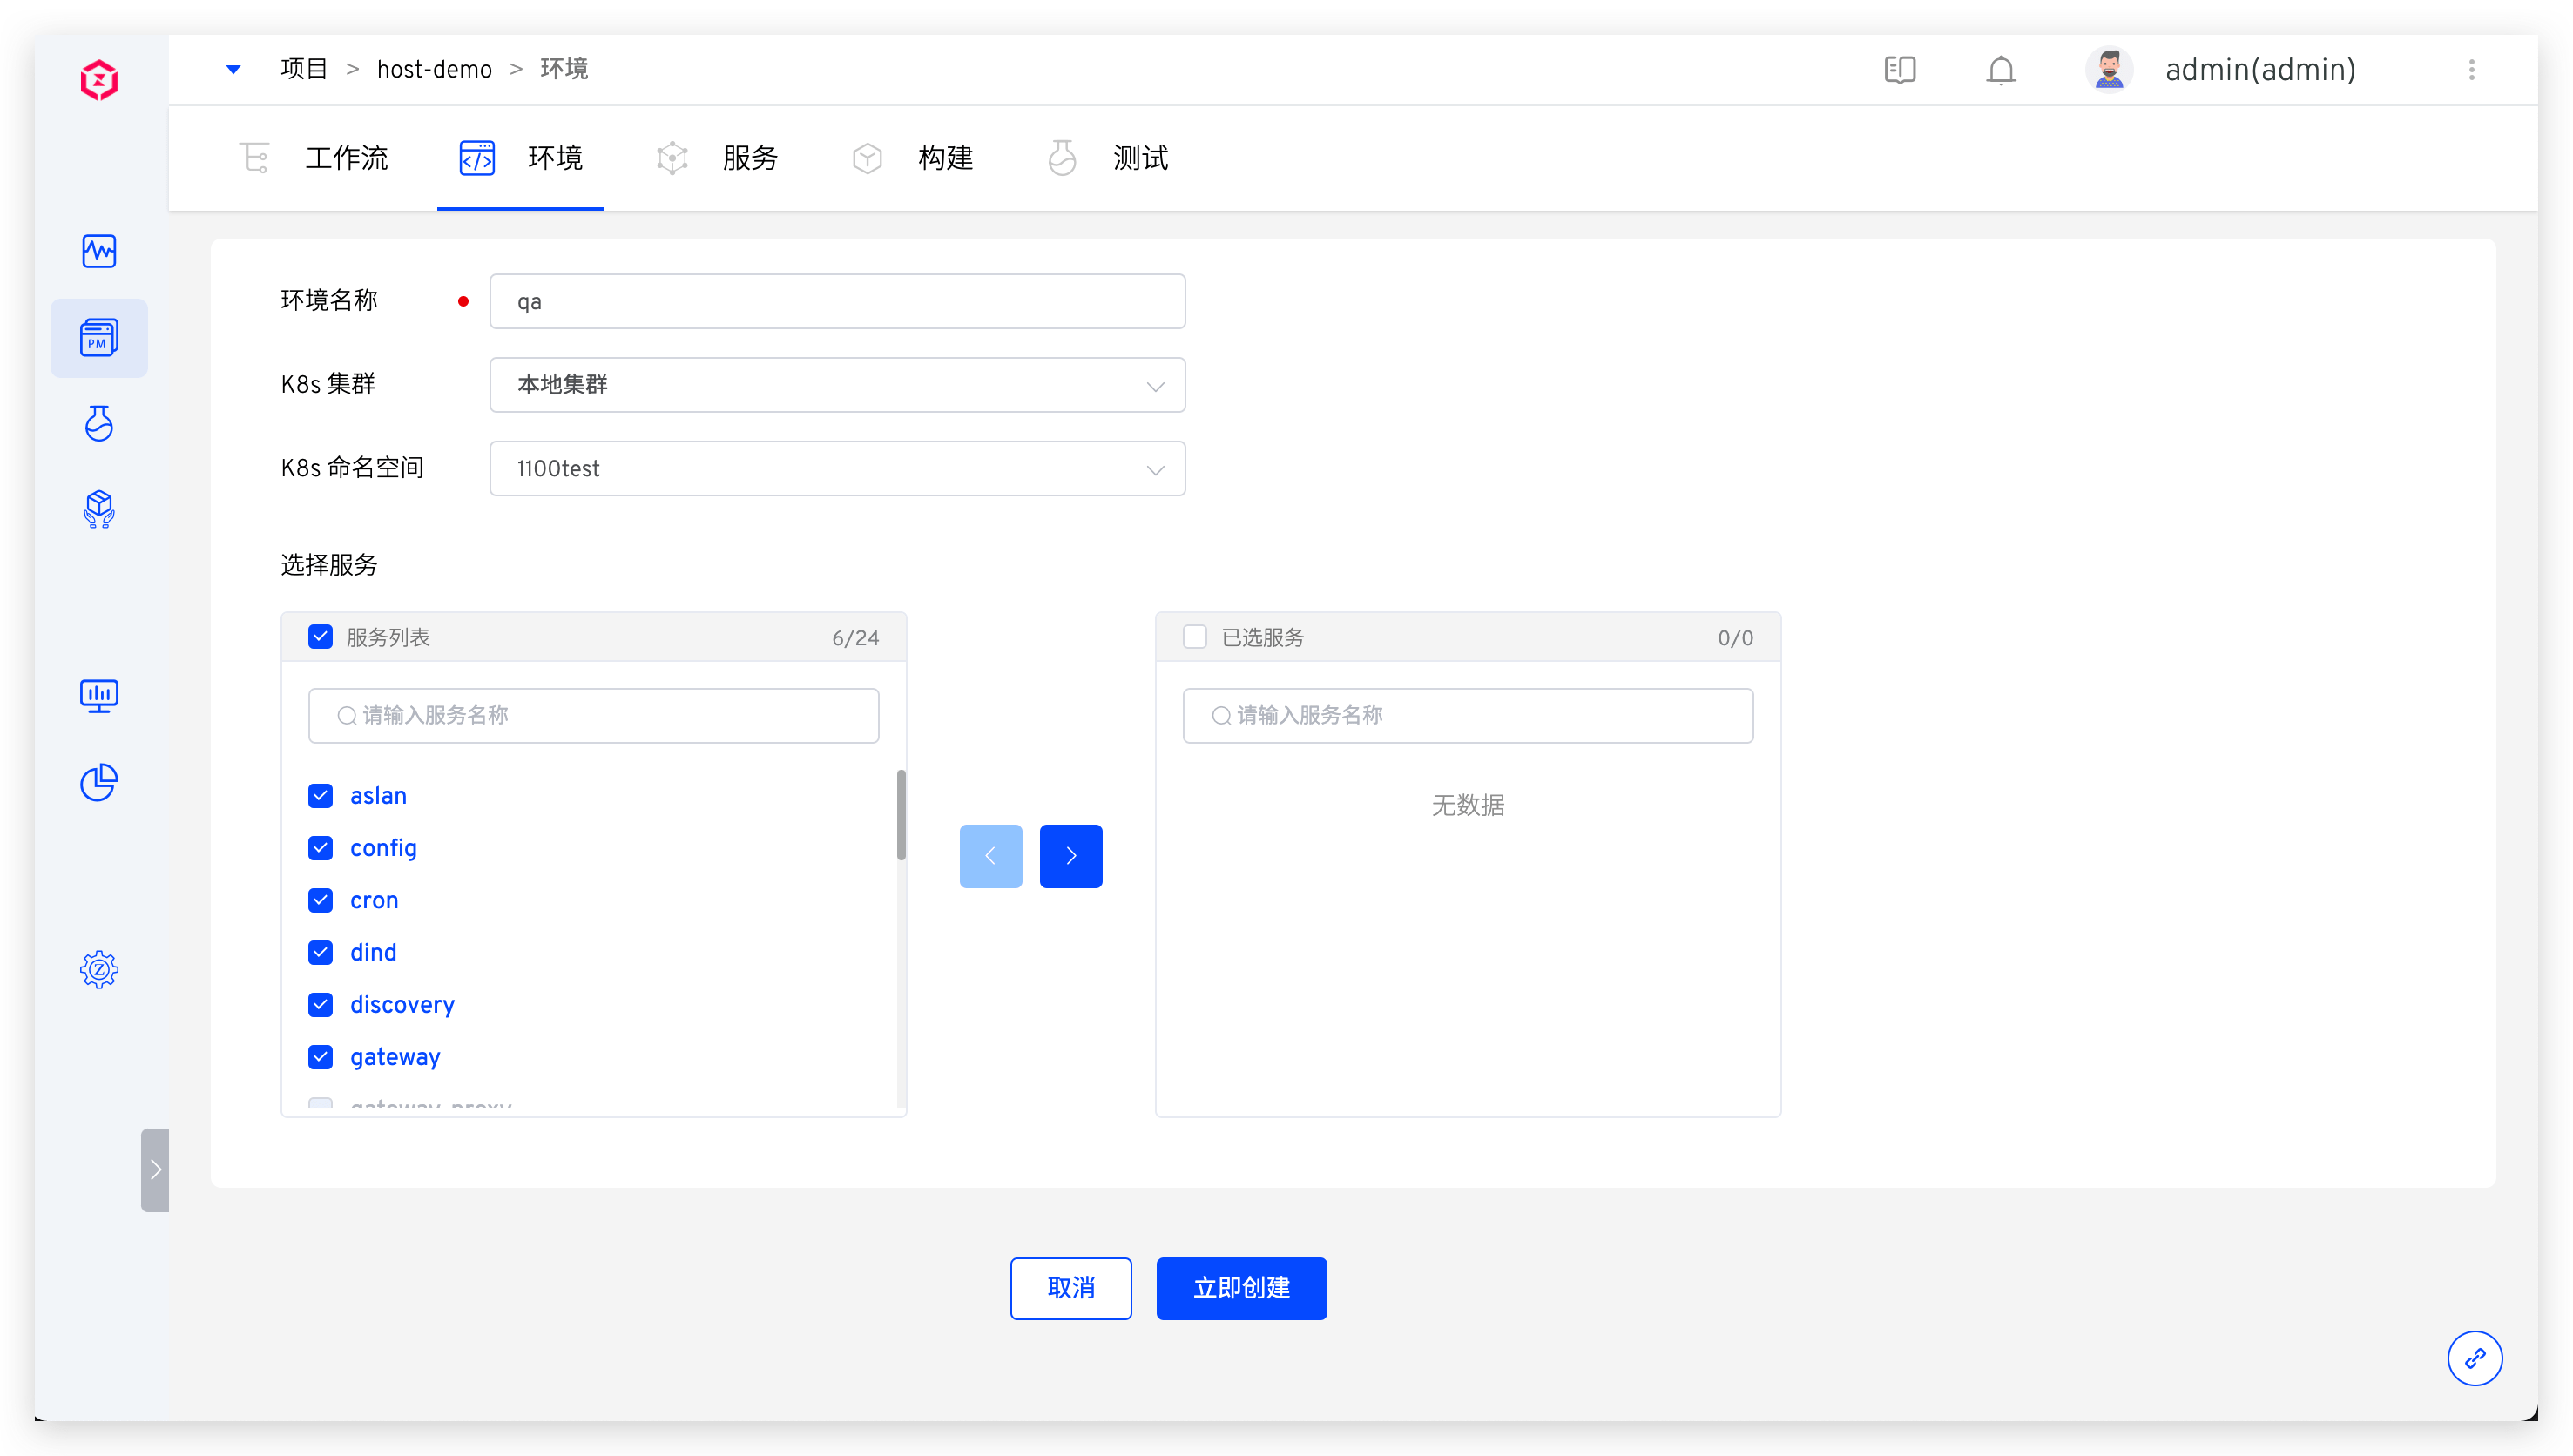 项目 > host-demo > 环境
admin(admin)
工作流 环境 服务 构建 测试
PM
环境名称 qa
K8s 集群 本地集群
K8s 命名空间 1100test
选择服务
服务列表 6/24
请输入服务名称
aslan
config
cron
dind
discovery
gateway
gateway-proxy
已选服务 0/0
请输入服务名称
无数据
取消 立即创建